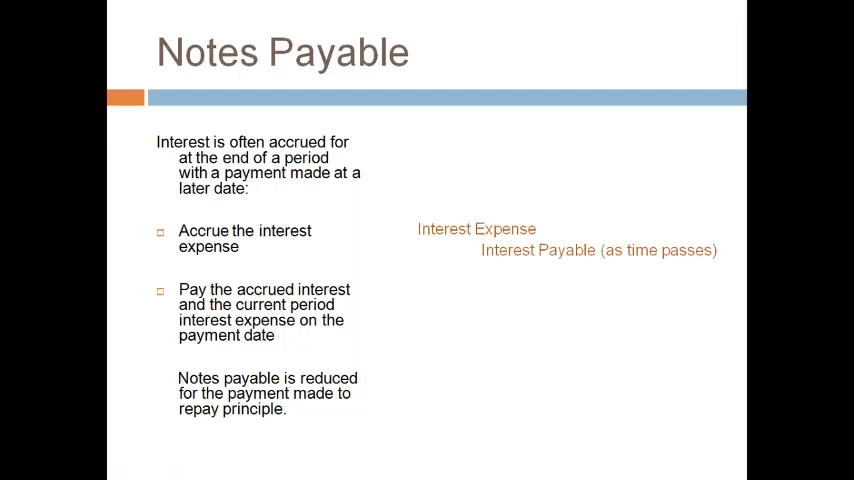 Notes Payable
Interest is often accrued for
at the end of a period
with a payment made at a
later date:
Accrue the interest
expense
Interest Expense
Interest Payable (as time passes)
Pay the accrued interest
and the current period
interest expense on the
payment date
Notes payable is reduced
for the payment made to
repay principle.